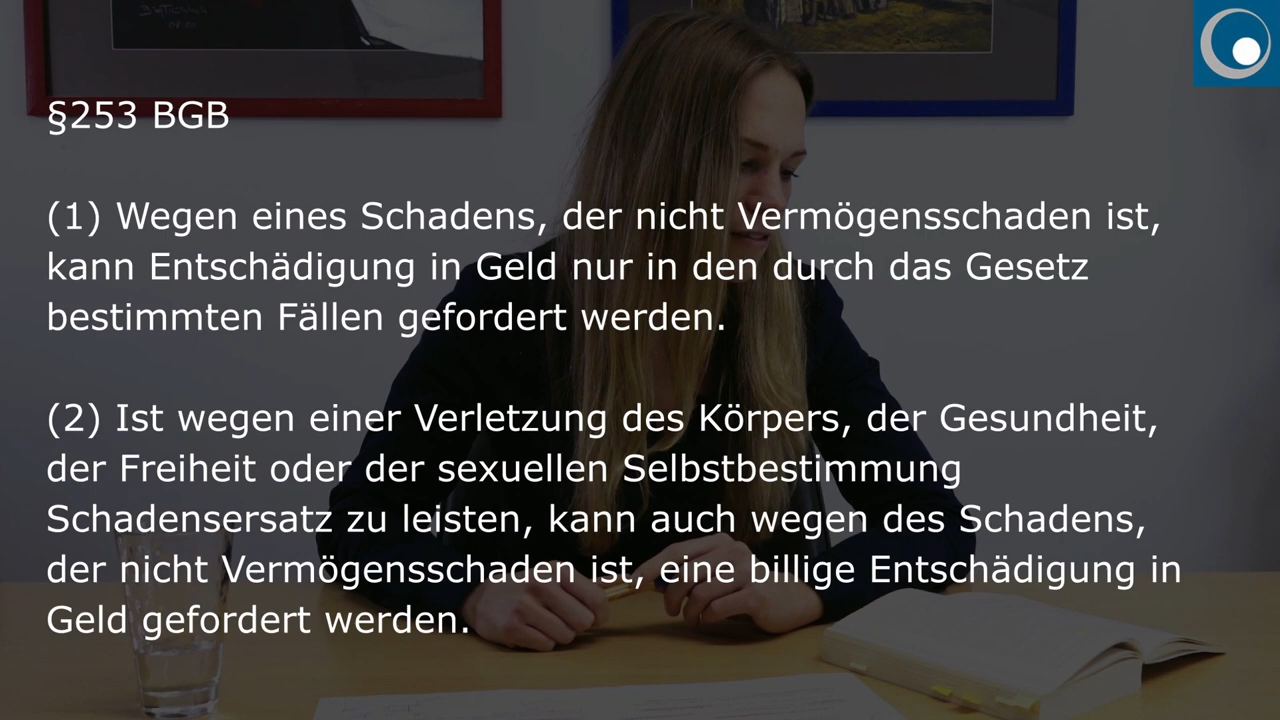 §253 BGB
(1) Wegen eines Schadens, der nicht Vermögensschaden ist,
kann Entschädigung in Geld nur in den durch das Gesetz
bestimmten Fällen gefordert werden.
(2) Ist wegen einer Verletzung des Körpers, der Gesundheit,
der Freiheit oder der sexuellen Selbstbestimmung
Schadensersatz zu leisten, kann auch wegen des Schadens,
der nicht Vermögensschaden ist, eine billige Entschädigung in
Geld gefordert werden.